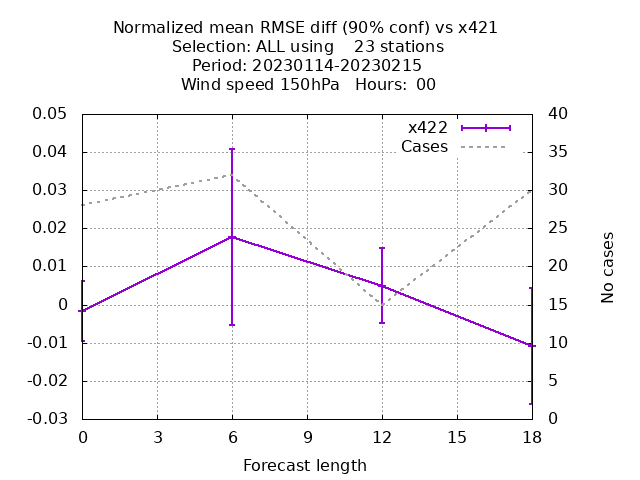 Normalized mean RMSE diff (90% conf) vs x421
Selection: ALL using    23 stations
Period: 20230114-20230215
Wind speed 150hPa   Hours:  00
x422
Cases
0.05
0.04
0.03
0.02
0.01
0
-0.01
-0.02
-0.03
40
35
30
25
20
15
10
5
0
No cases
0 3 6 9 12 15 18
Forecast length